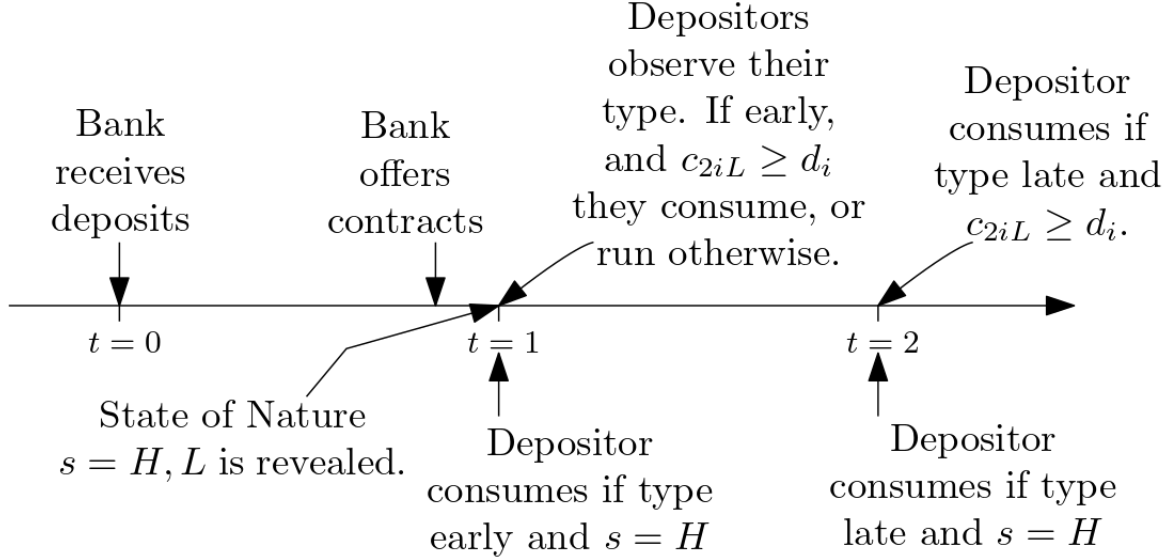 Depositors
observe their
type. If early,
and c_{2iL} ≥ d_i
they consume, or
run otherwise.
Depositor
consumes if
type late and
c_{2iL} ≥ d_i.
Bank
receives
deposits
Bank
offers
contracts
t = 0
t = 1
t = 2
State of Nature
s = H, L is revealed.
Depositor
consumes if type
early and s = H
Depositor
consumes if type
late and s = H